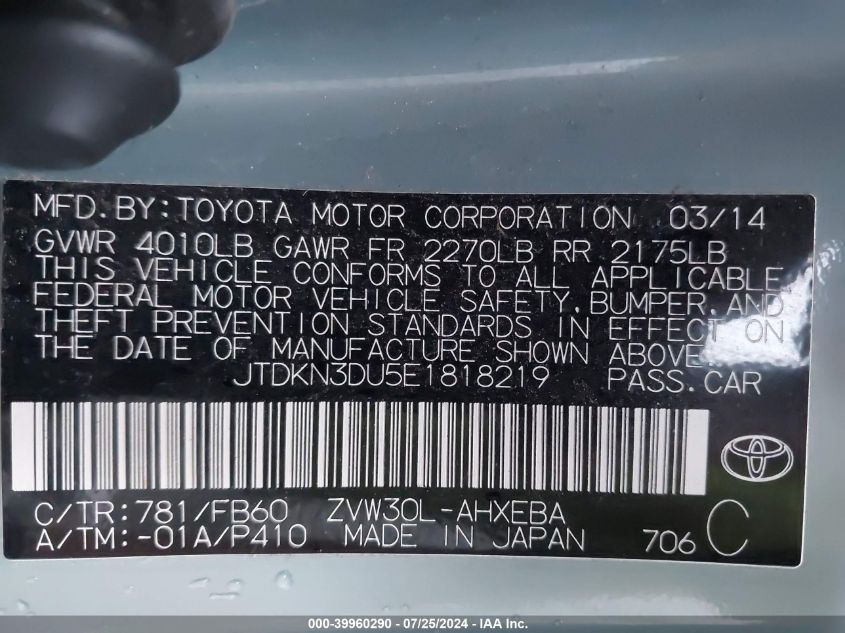 MFD.BY:TOYOTA MOTOR CORPORATION 03/14
GVWR 4010LB GAWR FR 2270LB RR 2175LB
THIS VEHICLE CONFORMS TO ALL APPLICABLE
FEDERAL MOTOR VEHICLE SAFETY,BUMPER,AND
THEFT PREVENTION STANDARDS IN EFFECT ON
THE DATE OF MANUFACTURE SHOWN ABOVE.
JTDKN3DU5E1818219 PASS.CAR
C/TR:781/FB60 ZVW30L-AHXEBA
A/TM:-01A/P410 MADE IN JAPAN 706 C
000-39960290 - 07/25/2024 - IAA Inc.